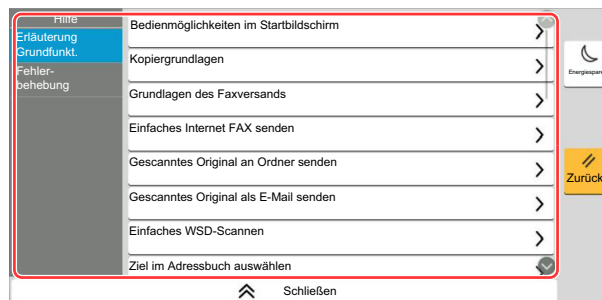 Hilfe
Erläuterung
Grundfunkt.
Fehler-
behebung
Bedienmöglichkeiten im Startbildschirm
Kopiergrundlagen
Grundlagen des Faxversands
Einfaches Internet FAX senden
Gescanntes Original an Ordner senden
Gescanntes Original als E-Mail senden
Einfaches WSD-Scannen
Ziel im Adressbuch auswählen
Schließen
Energiespar
Zurück